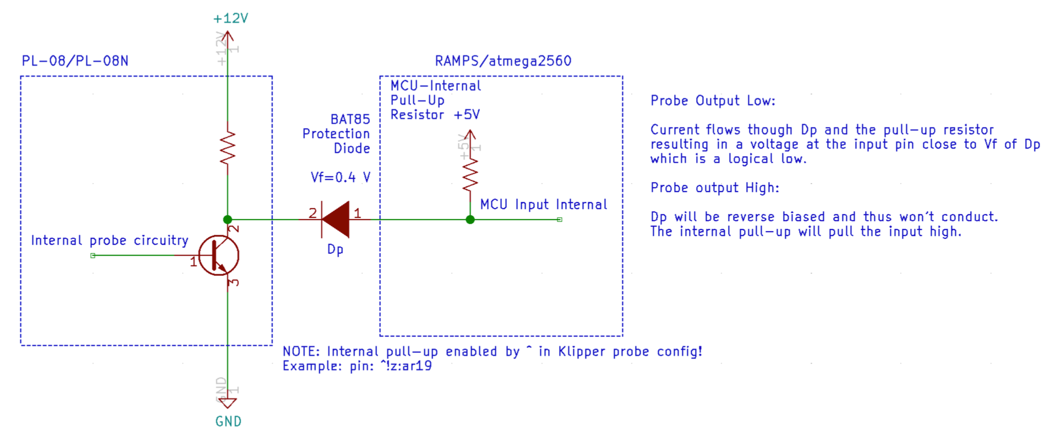 +12V
+12V
1
PL-08/PL-08N
RAMPS/atmega2560
MCU-Internal
Pull-Up
Resistor +5V
+5V
1
BAT85
Protection
Diode
Vf=0.4 V
2
1
Dp
MCU Input Internal
Internal probe circuitry
2
1
3
Probe Output Low:
Current flows though Dp and the pull-up resistor
resulting in a voltage at the input pin close to Vf of Dp
which is a logical low.
Probe output High:
Dp will be reverse biased and thus won't conduct.
The internal pull-up will pull the input high.
NOTE: Internal pull-up enabled by ^ in Klipper probe config!
Example: pin: ^!z:ar19
GND
1
GND